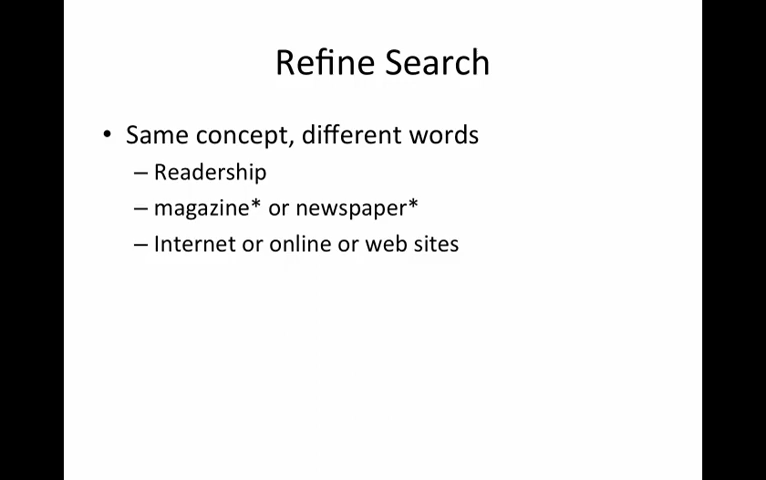 Refine Search
• Same concept, different words
– Readership
– magazine* or newspaper*
– Internet or online or web sites